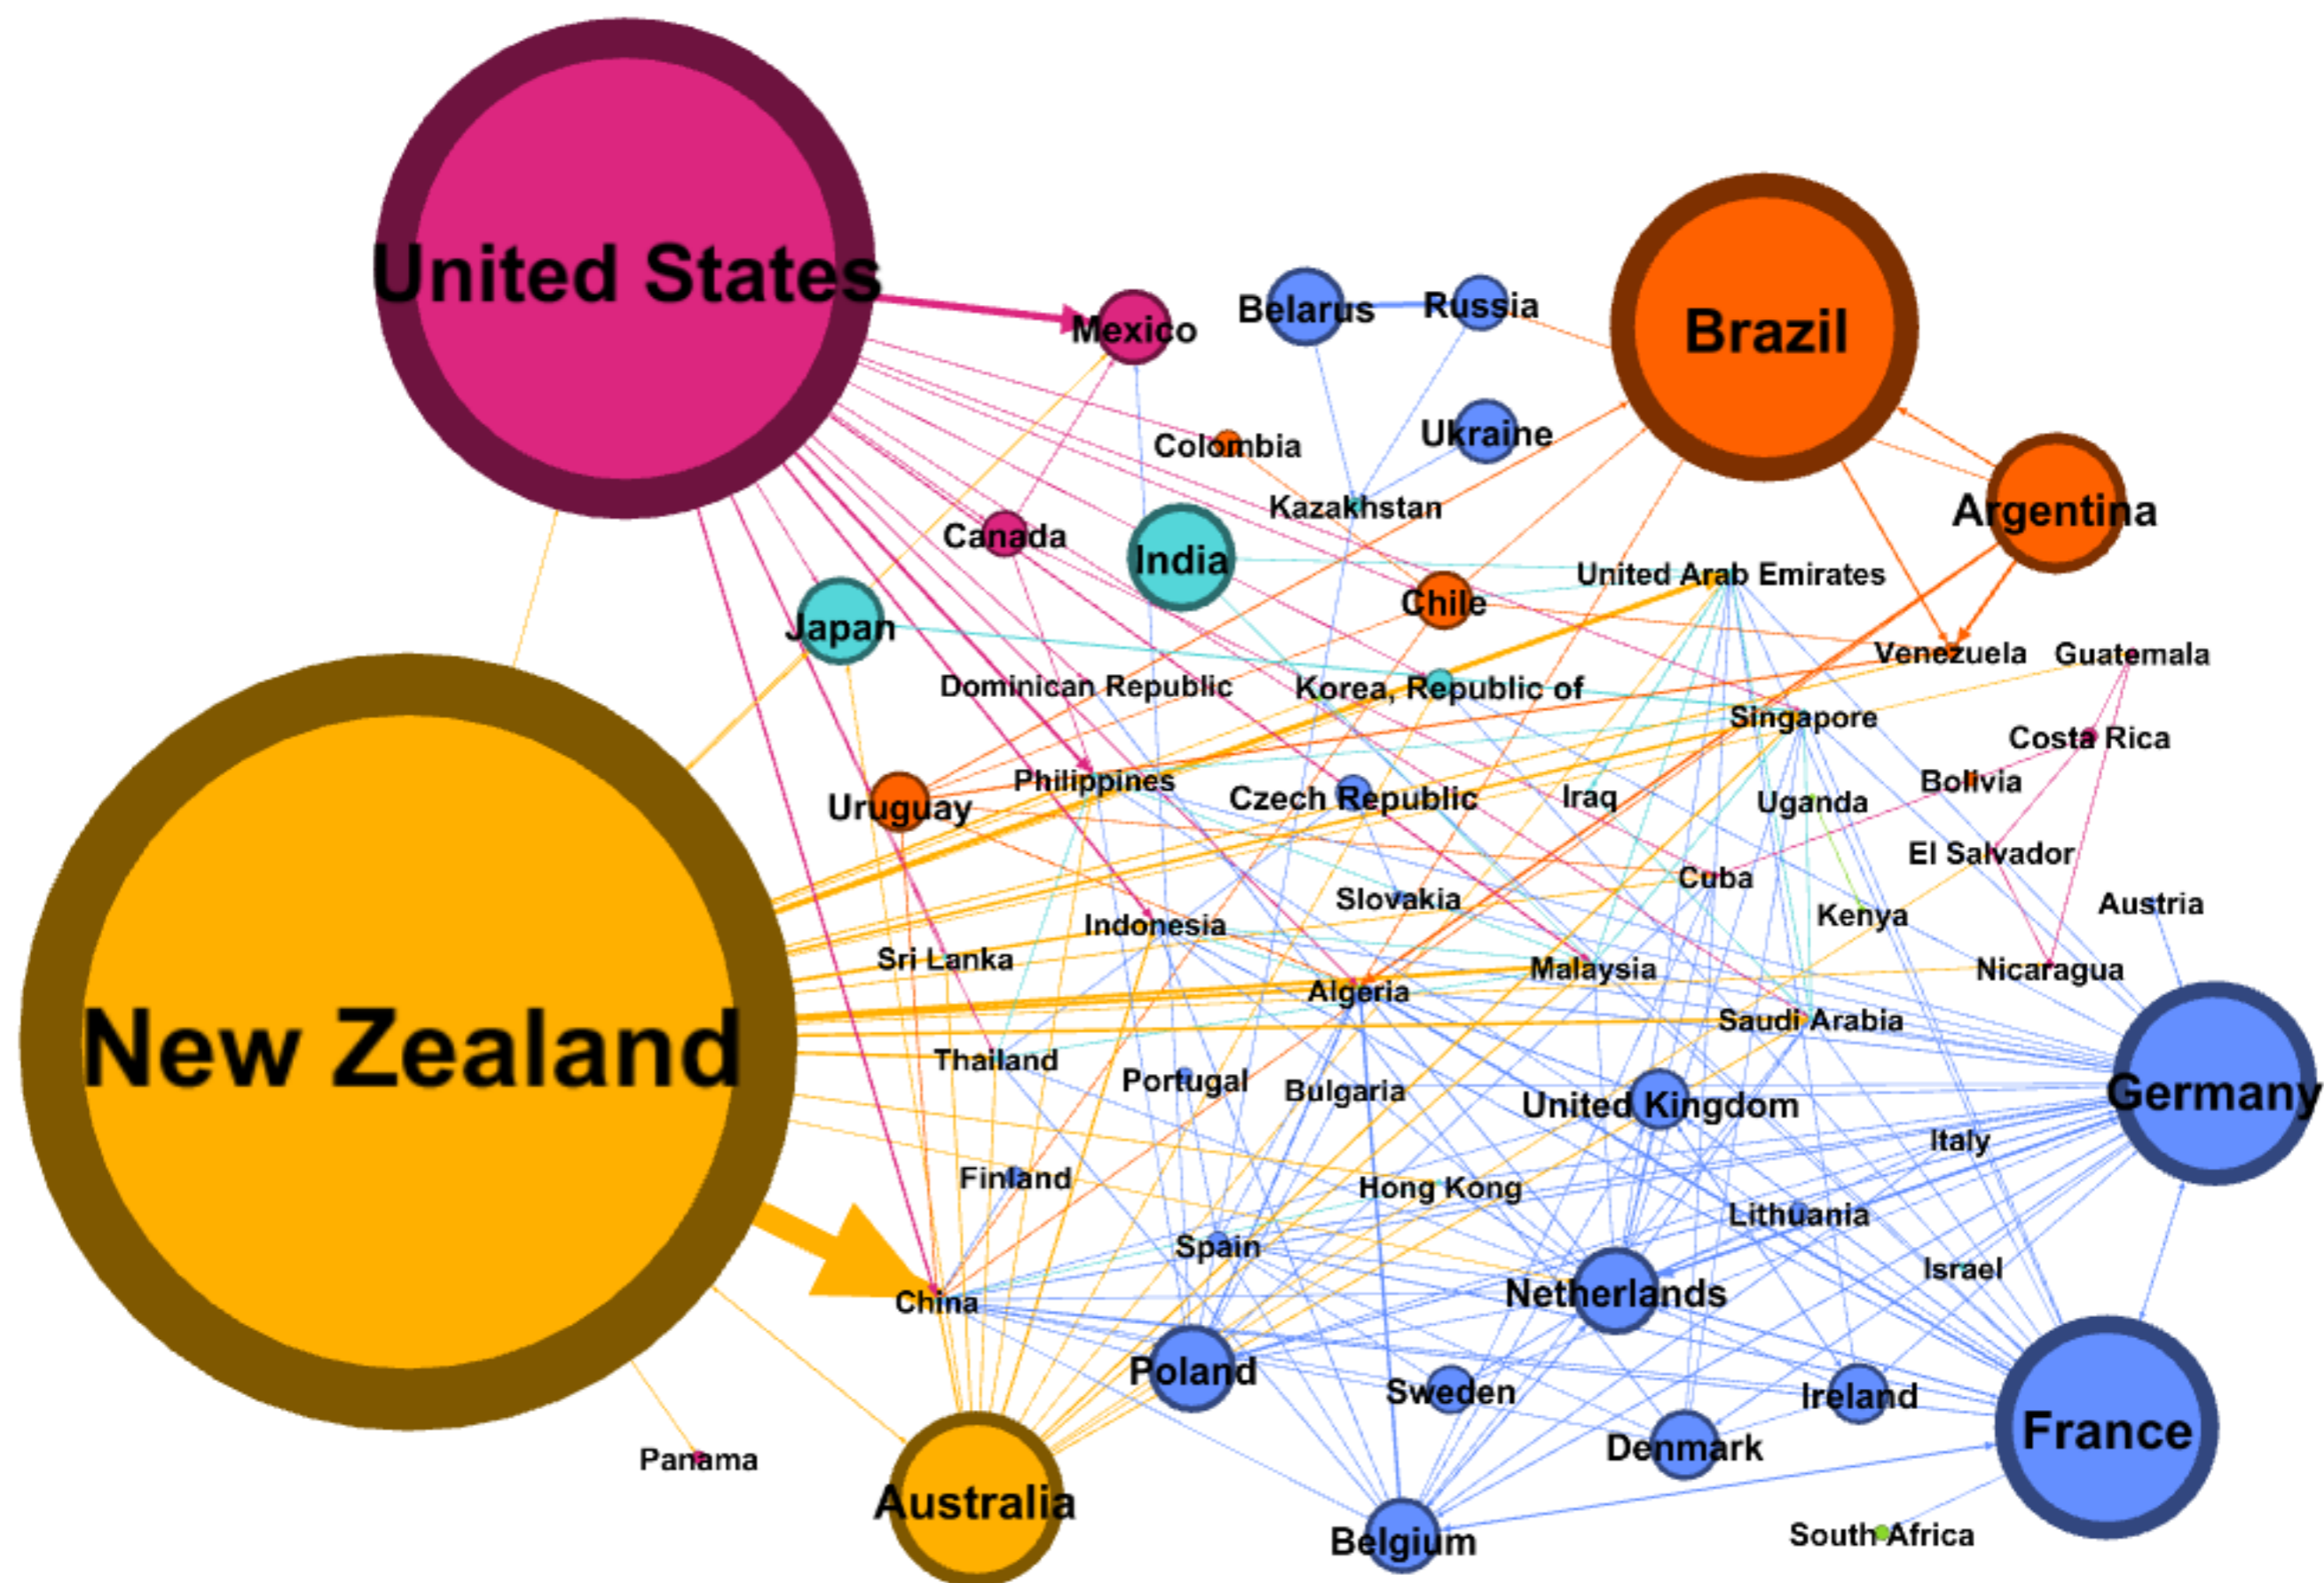 United States
Mexico
Belarus
Russia
Brazil
Colombia
Ukraine
Kazakhstan
Argentina
Canada
India
United Arab Emirates
Chile
Japan
Venezuela
Guatemala
Dominican Republic
Korea, Republic of
Singapore
Costa Rica
Philippines
Bolivia
Czech Republic
Iraq
Uganda
Uruguay
El Salvador
Cuba
Slovakia
Austria
Kenya
Indonesia
Sri Lanka
Malaysia
Nicaragua
Algeria
Saudi Arabia
New Zealand
Thailand
Portugal
Bulgaria
Germany
United Kingdom
Italy
Finland
Hong Kong
Lithuania
Spain
Israel
Netherlands
China
Poland
Sweden
Ireland
France
Denmark
Panama
Australia
South Africa
Belgium